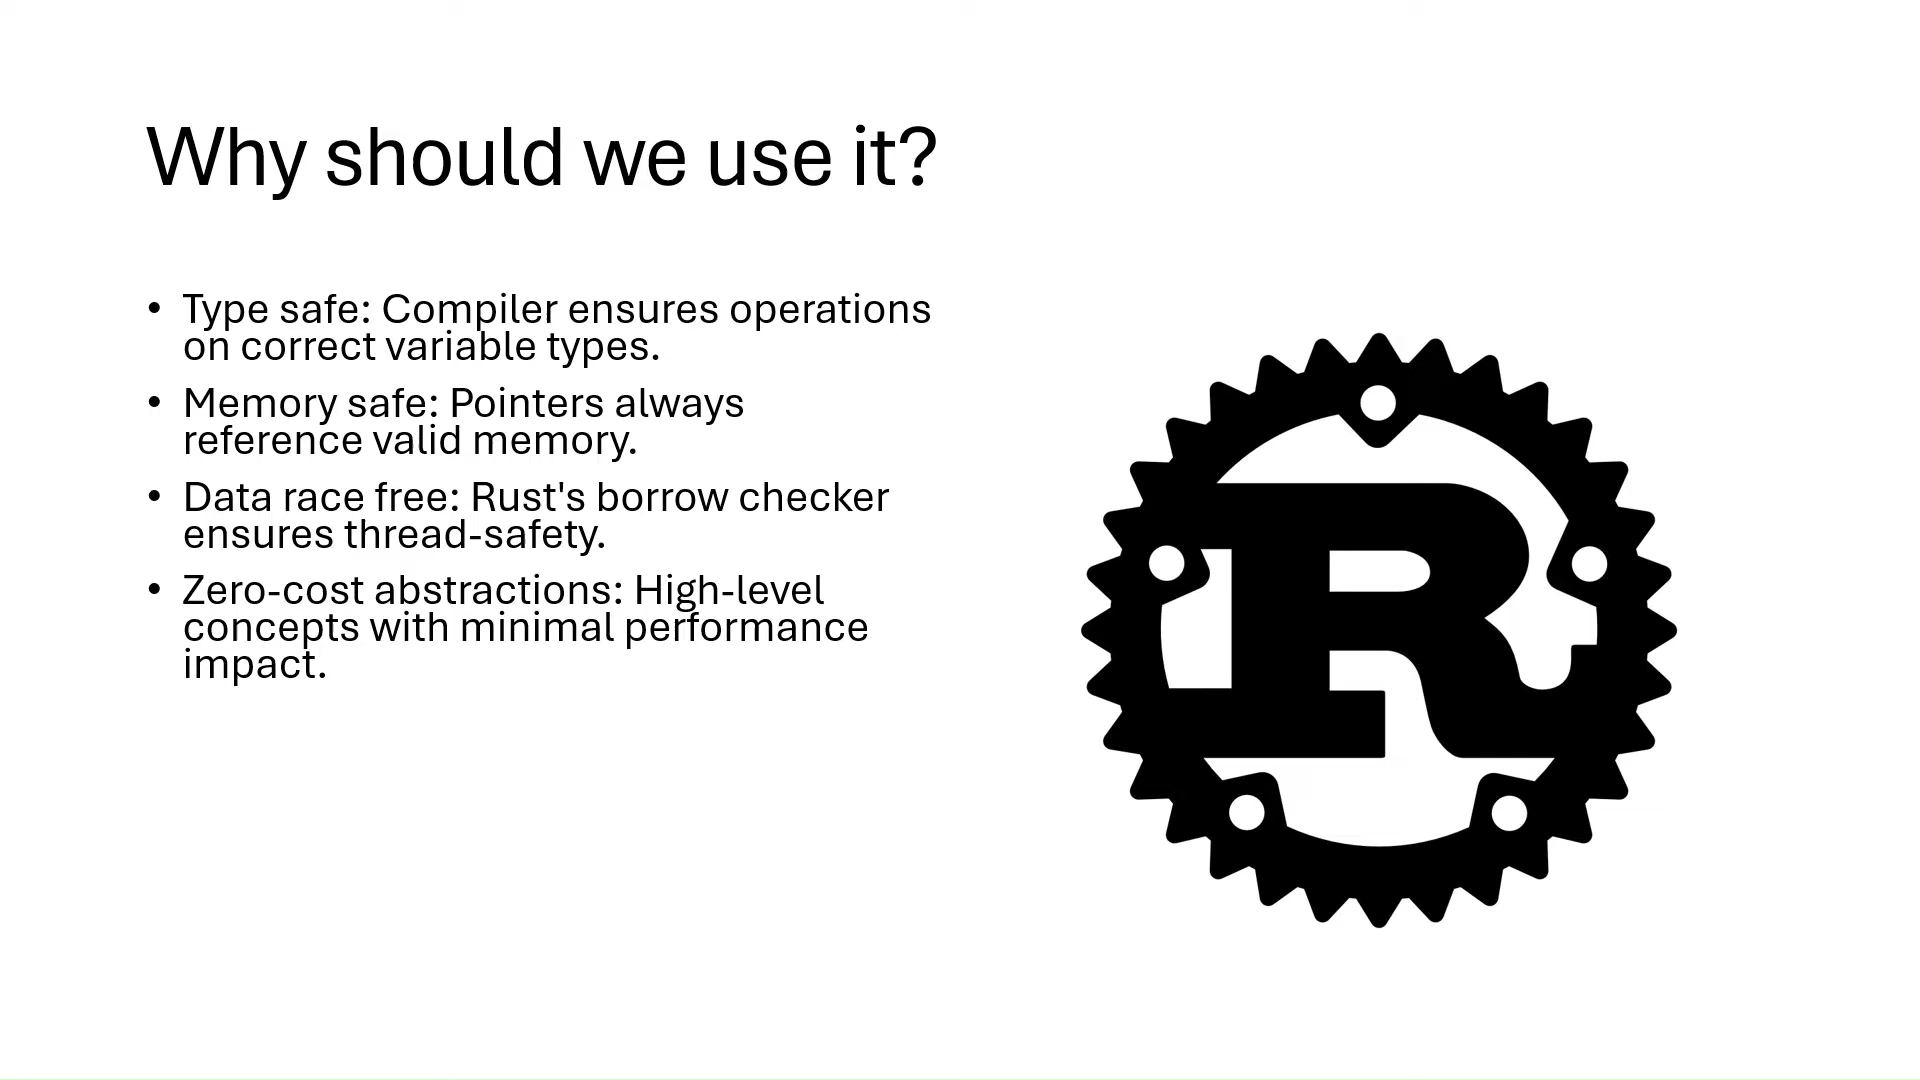 Why should we use it?
• Type safe: Compiler ensures operations
on correct variable types.
• Memory safe: Pointers always
reference valid memory.
• Data race free: Rust's borrow checker
ensures thread-safety.
• Zero-cost abstractions: High-level
concepts with minimal performance
impact.
R